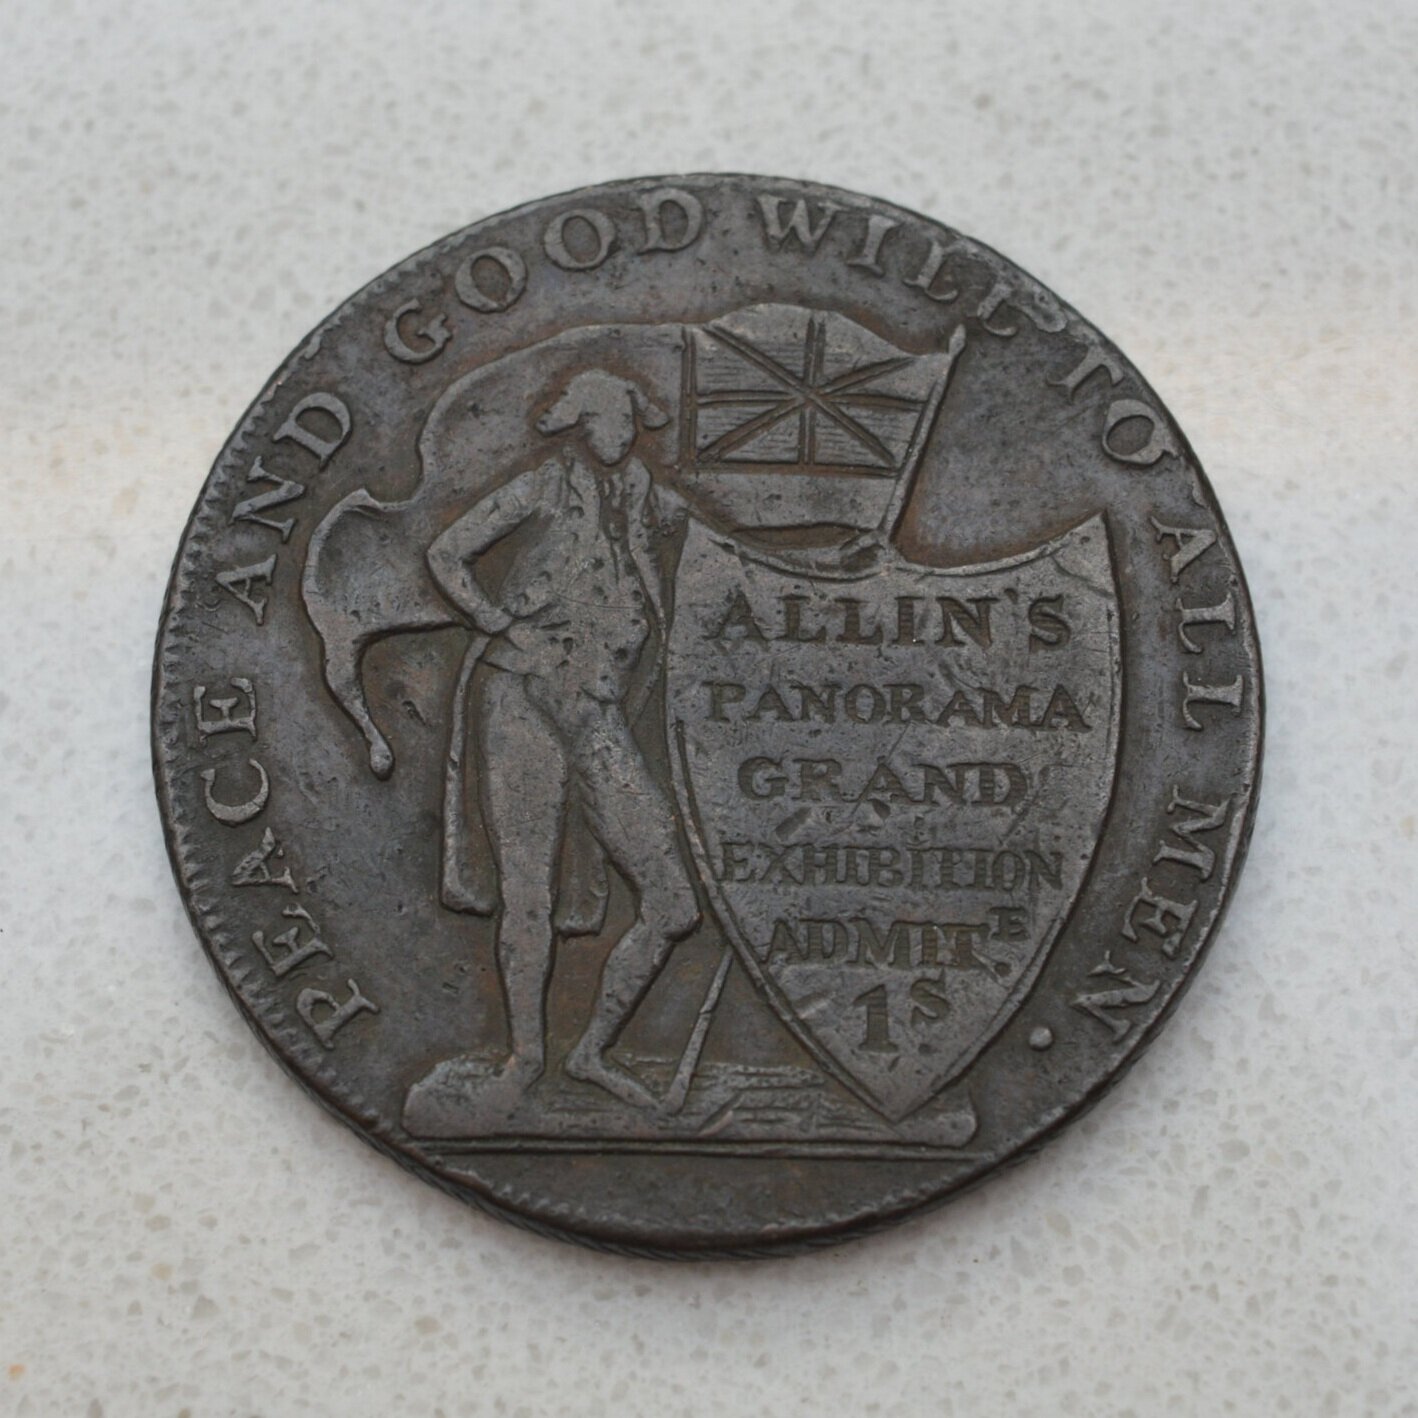 PEACE AND GOOD WILL TO ALL MEN.
ALLIN'S
PANORAMA
GRAND
EXHIBITION
ADMITE
1S